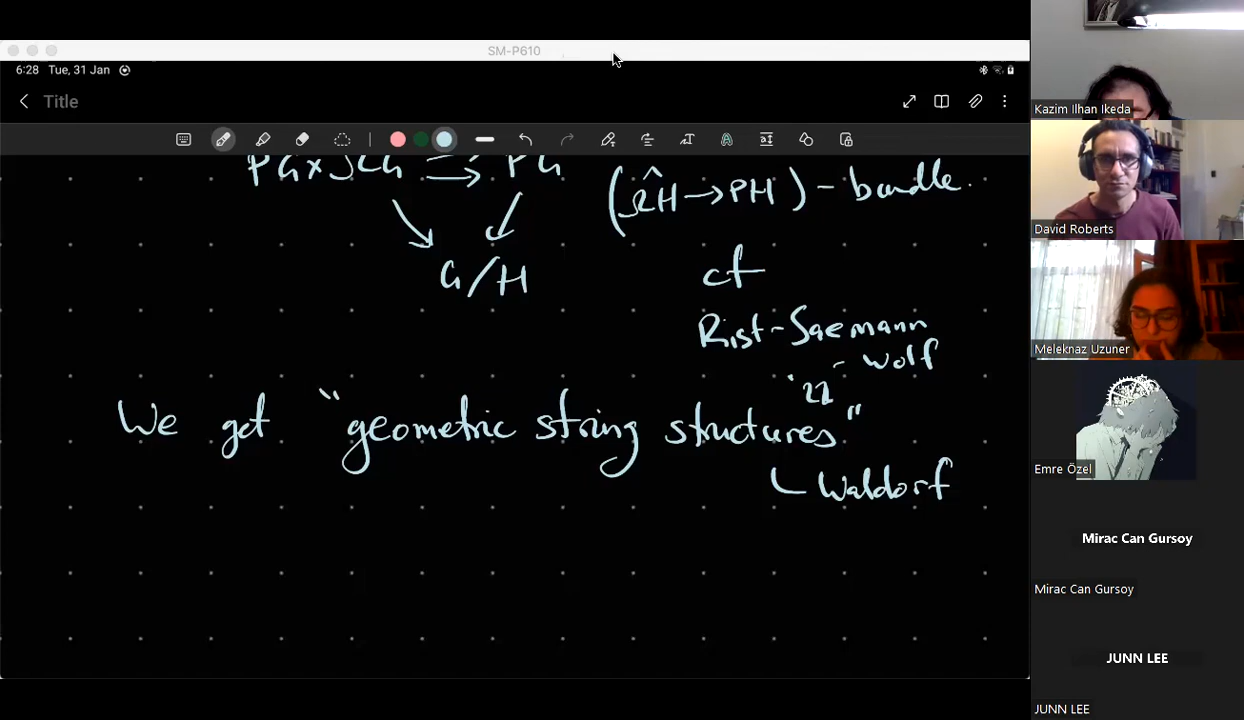 SM-P610
6:28 Tue, 31 Jan
Title
(Ω̂H → PH) - bundle.
G/H
cf
Rist-Saemann
- Wolf
'22
We get "geometric string structures"
Waldorf
Kazim Ilhan Ikeda
David Roberts
Meleknaz Uzuner
Emre Özel
Mirac Can Gursoy
Mirac Can Gursoy
JUNN LEE
JUNN LEE